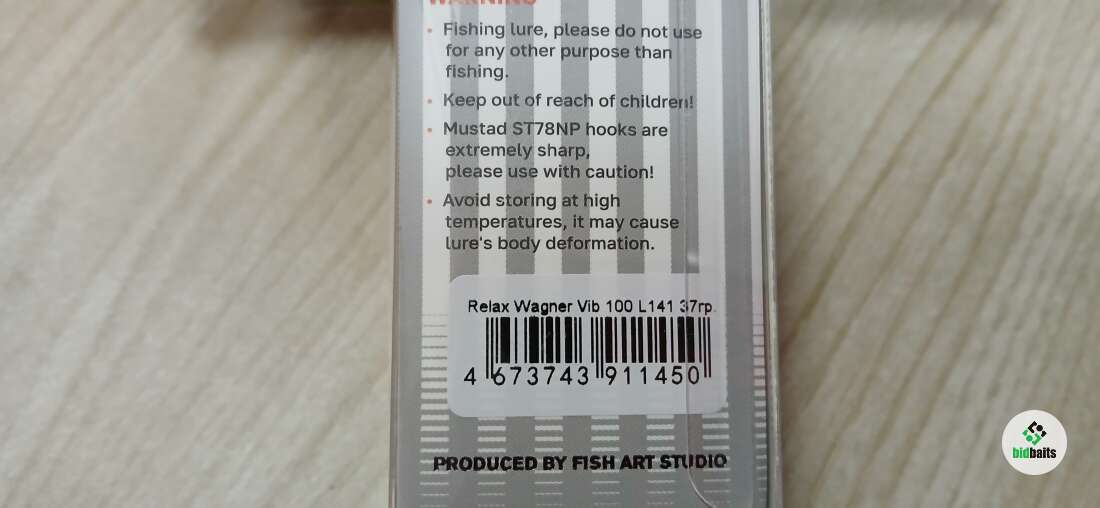 WARNING
• Fishing lure, please do not use
for any other purpose than
fishing.
• Keep out of reach of children!
• Mustad ST78NP hooks are
extremely sharp,
please use with caution!
• Avoid storing at high
temperatures, it may cause
lure's body deformation.
Relax Wagner Vib 100 L141 37гр.
4 673743 911450
PRODUCED BY FISH ART STUDIO
bidbaits